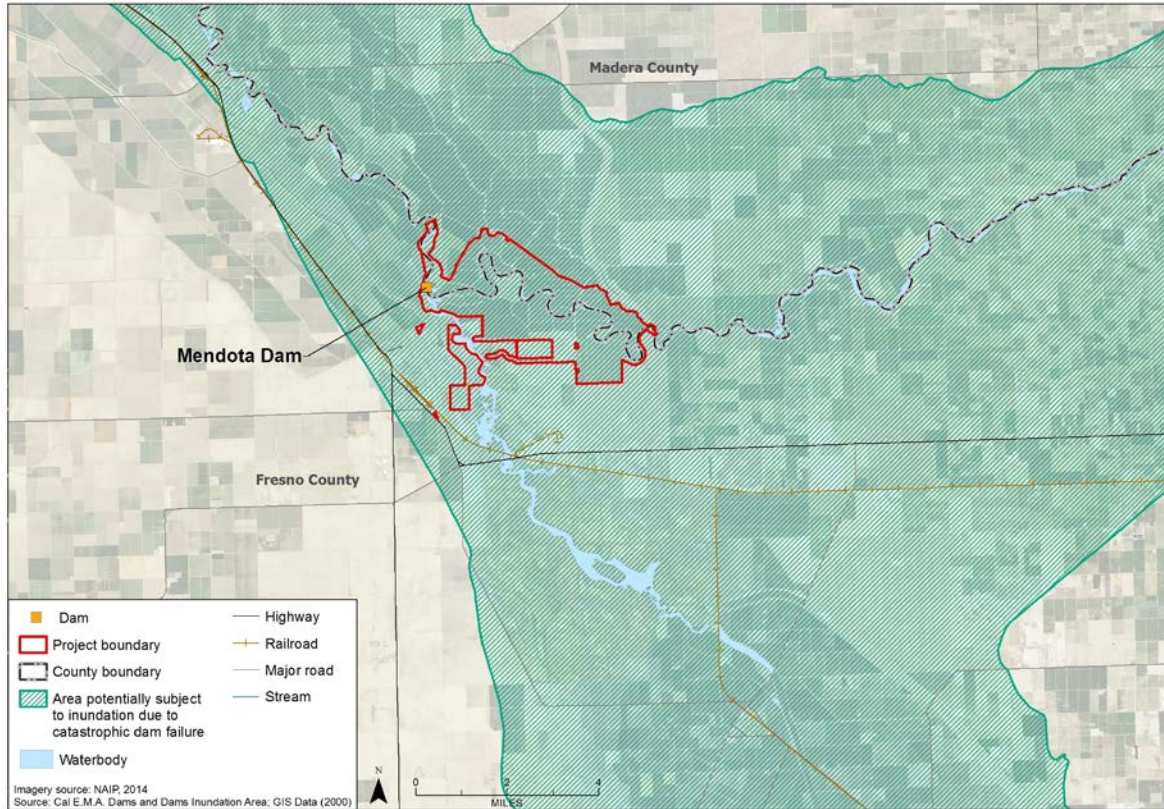 Madera County
Mendota Dam
Fresno County
Dam
Project boundary
County boundary
Area potentially subject
to inundation due to
catastrophic dam failure
Waterbody
Highway
Railroad
Major road
Stream
Imagery source: NAIP, 2014
Source: Cal E.M.A. Dams and Dams Inundation Area; GIS Data (2000)
N
0 2 4
MILES